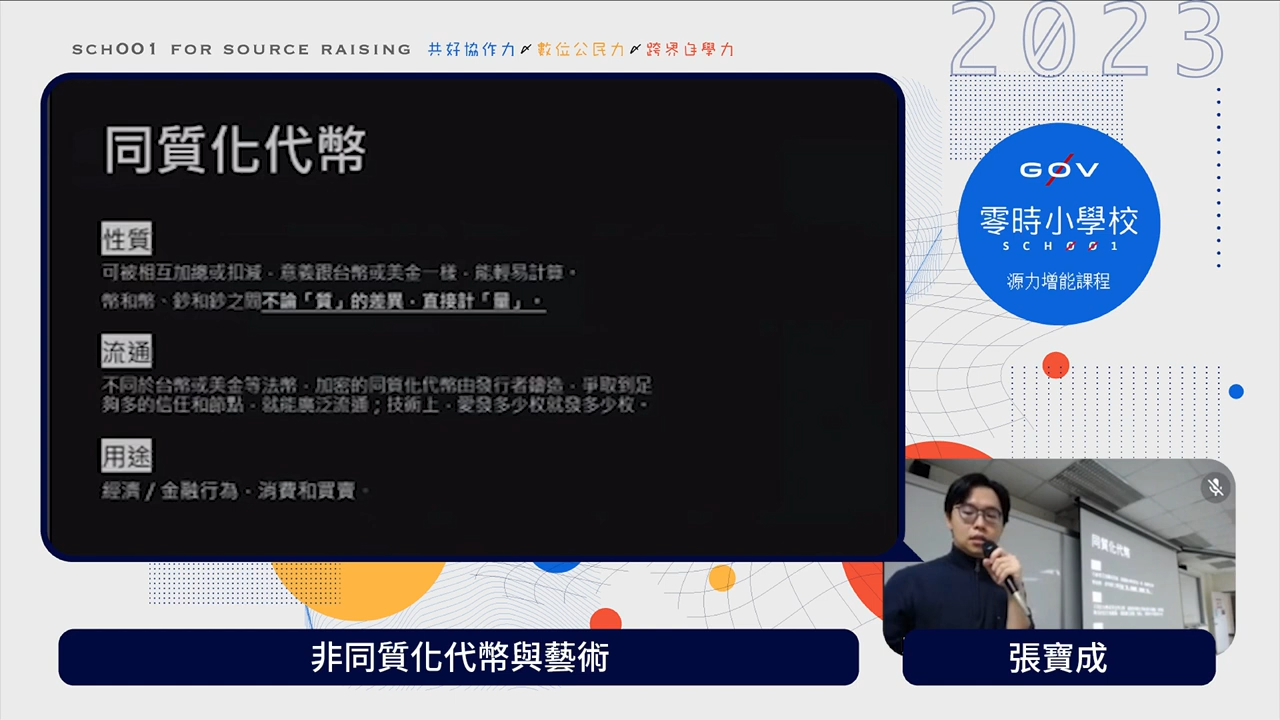 SCH001 FOR SOURCE RAISING 共好協作力 數位公民力 跨界自學力
2023
同質化代幣
性質
可被相互加總或扣減，意義跟台幣或美金一樣，能輕易計算。
幣和幣、鈔和鈔之間不論「質」的差異，直接計「量」。
流通
不同於台幣或美金等法幣，加密的同質化代幣由發行者鑄造，爭取到足
夠多的信任和節點，就能廣泛流通；技術上，愛發多少枚就發多少枚。
用途
經濟 / 金融行為，消費和買賣。
G0V
零時小學校
SCH001
源力增能課程
同質化代幣
非同質化代幣與藝術
張寶成